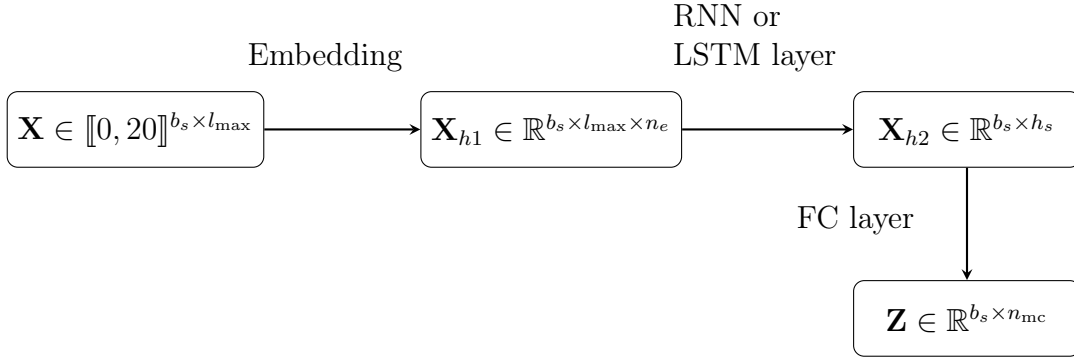 RNN or
Embedding LSTM layer
𝐗 ∈ ⟦0, 20⟧^{b_s×l_max} 𝐗_{h1} ∈ ℝ^{b_s×l_max×n_e} 𝐗_{h2} ∈ ℝ^{b_s×h_s}
FC layer
𝐙 ∈ ℝ^{b_s×n_mc}